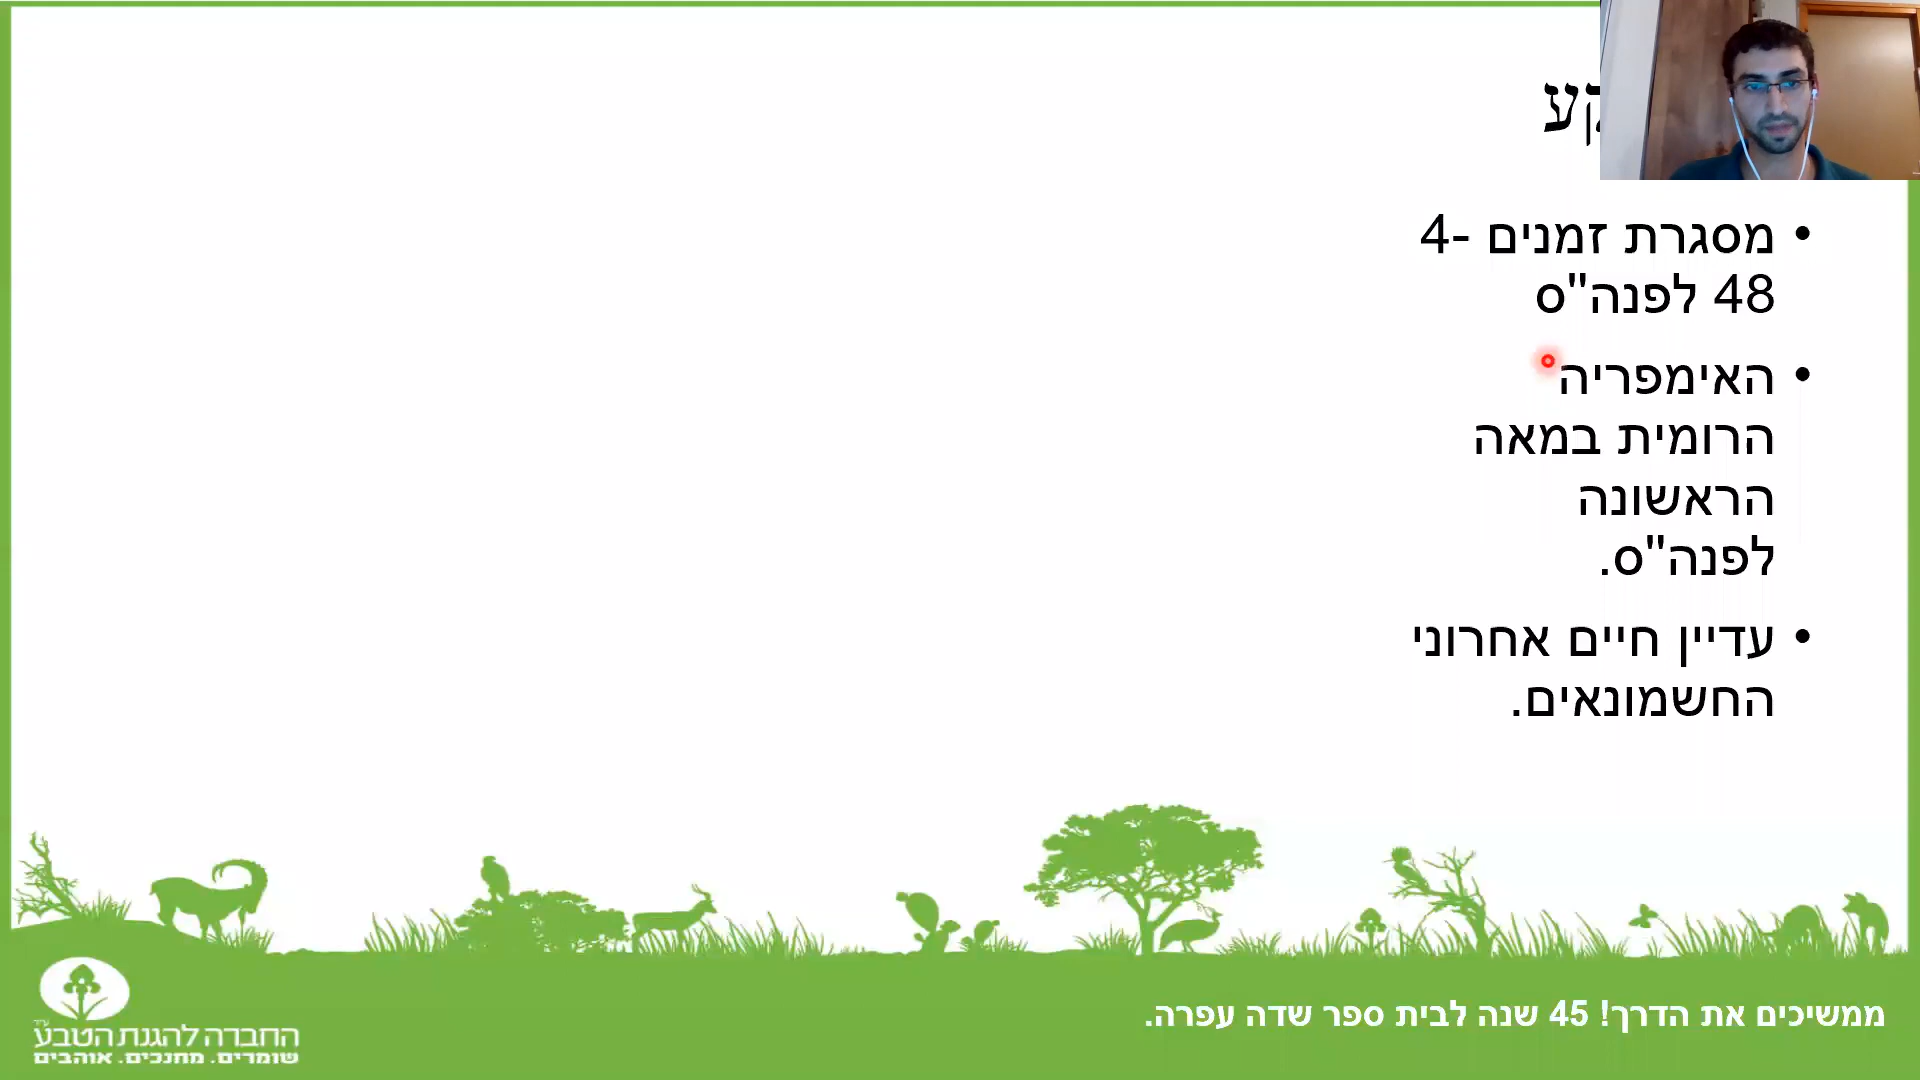 מסגרת זמנים -4
48 לפנה"ס
האימפריה
הרומית במאה
הראשונה
לפנה"ס.
עדיין חיים אחרוני
החשמונאים.
ממשיכים את הדרך! 45 שנה לבית ספר שדה עפרה.
החברה להגנת הטבע
שומרים. מחנכים. אוהבים